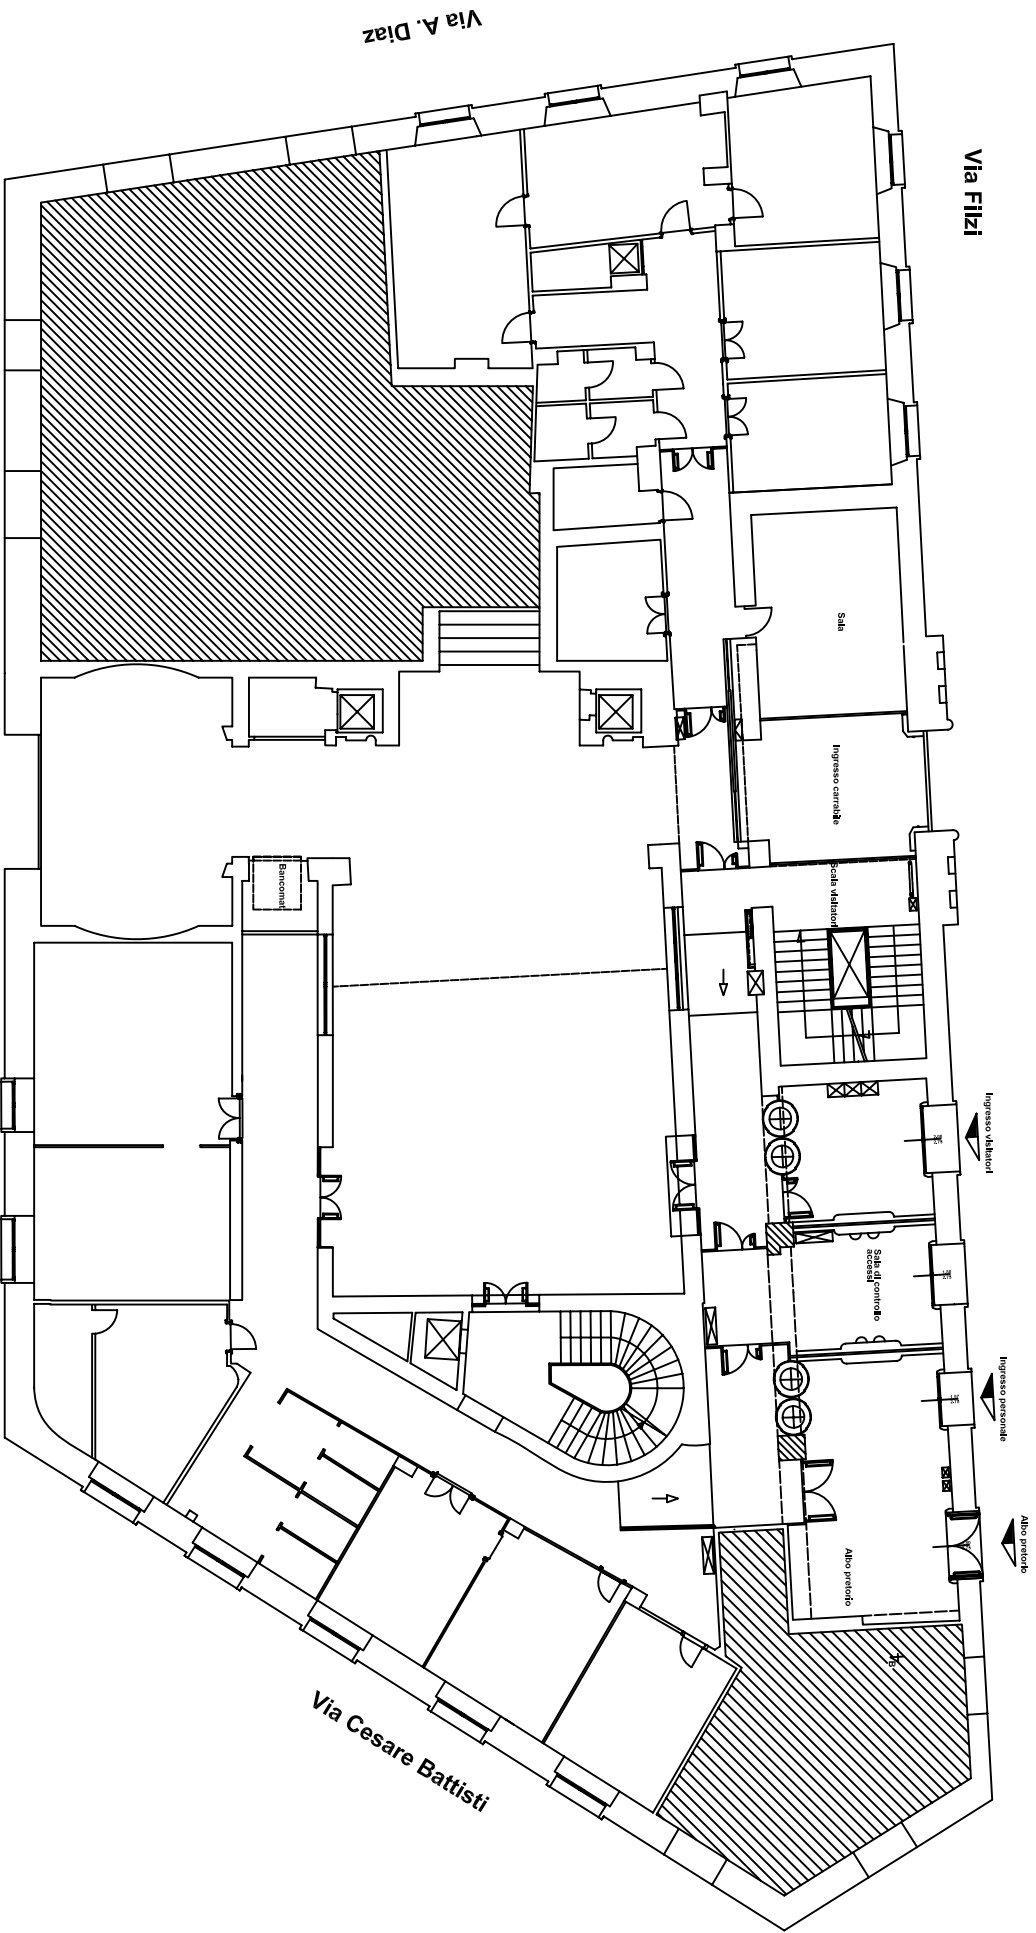 Via A. Diaz
Via Filzi
Sala
Ingresso carrabile
Bancomat
Scala visitatori
Ingresso visitatori
Sala di controllo
accessi
Ingresso personale
Albo pretorio
Albo pretorio
Via Cesare Battisti